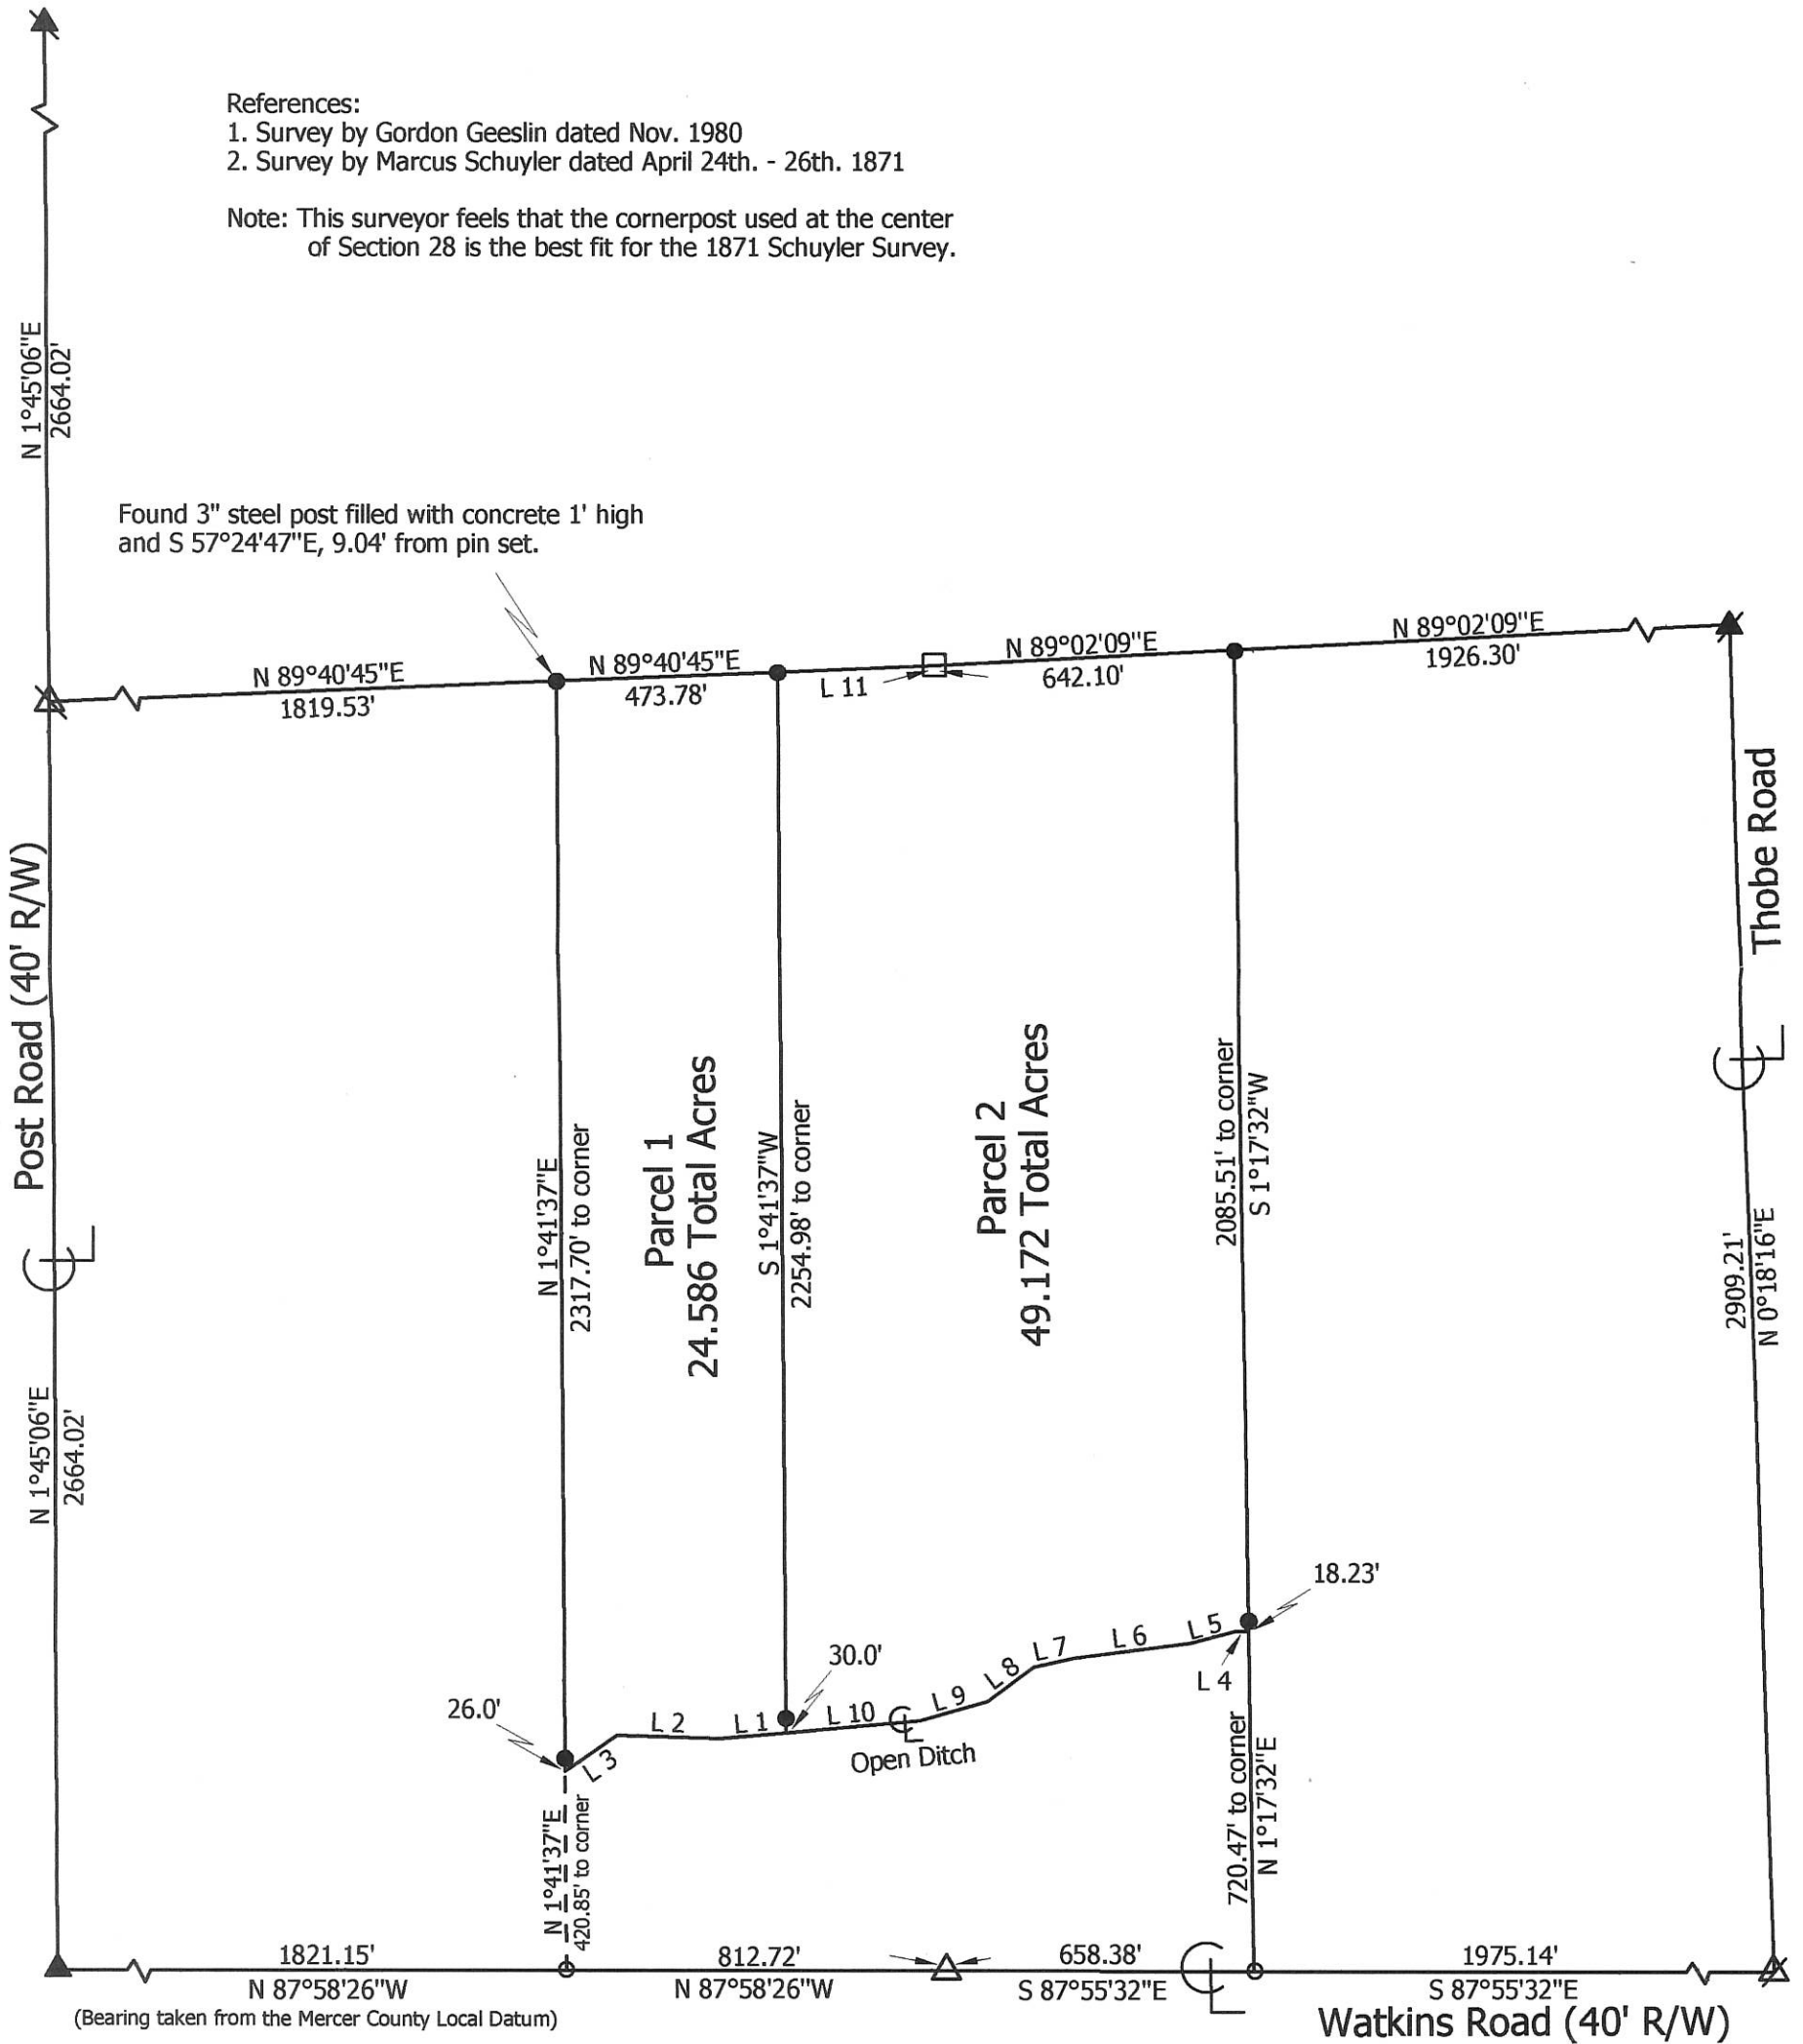 References:
1. Survey by Gordon Geeslin dated Nov. 1980
2. Survey by Marcus Schuyler dated April 24th. - 26th. 1871
Note: This surveyor feels that the cornerpost used at the center
of Section 28 is the best fit for the 1871 Schuyler Survey.
N 1°45'06"E
2664.02'
Found 3" steel post filled with concrete 1' high
and S 57°24'47"E, 9.04' from pin set.
N 89°40'45"E
1819.53'
N 89°40'45"E
473.78'
L 11
N 89°02'09"E
642.10'
N 89°02'09"E
1926.30'
Post Road (40' R/W)
Thobe Road
N 1°41'37"E
2317.70' to corner
Parcel 1
24.586 Total Acres
S 1°41'37"W
2254.98' to corner
Parcel 2
49.172 Total Acres
2085.51' to corner
S 1°17'32"W
2909.21'
N 0°18'16"E
N 1°45'06"E
2664.02'
18.23'
30.0'
26.0'
L 3
L 2
L 1
L 10
L 9
L 8
L 7
L 6
L 5
L 4
CL
Open Ditch
N 1°41'37"E
420.85' to corner
720.47' to corner
N 1°17'32"E
1821.15'
N 87°58'26"W
812.72'
N 87°58'26"W
658.38'
S 87°55'32"E
1975.14'
S 87°55'32"E
(Bearing taken from the Mercer County Local Datum)
Watkins Road (40' R/W)